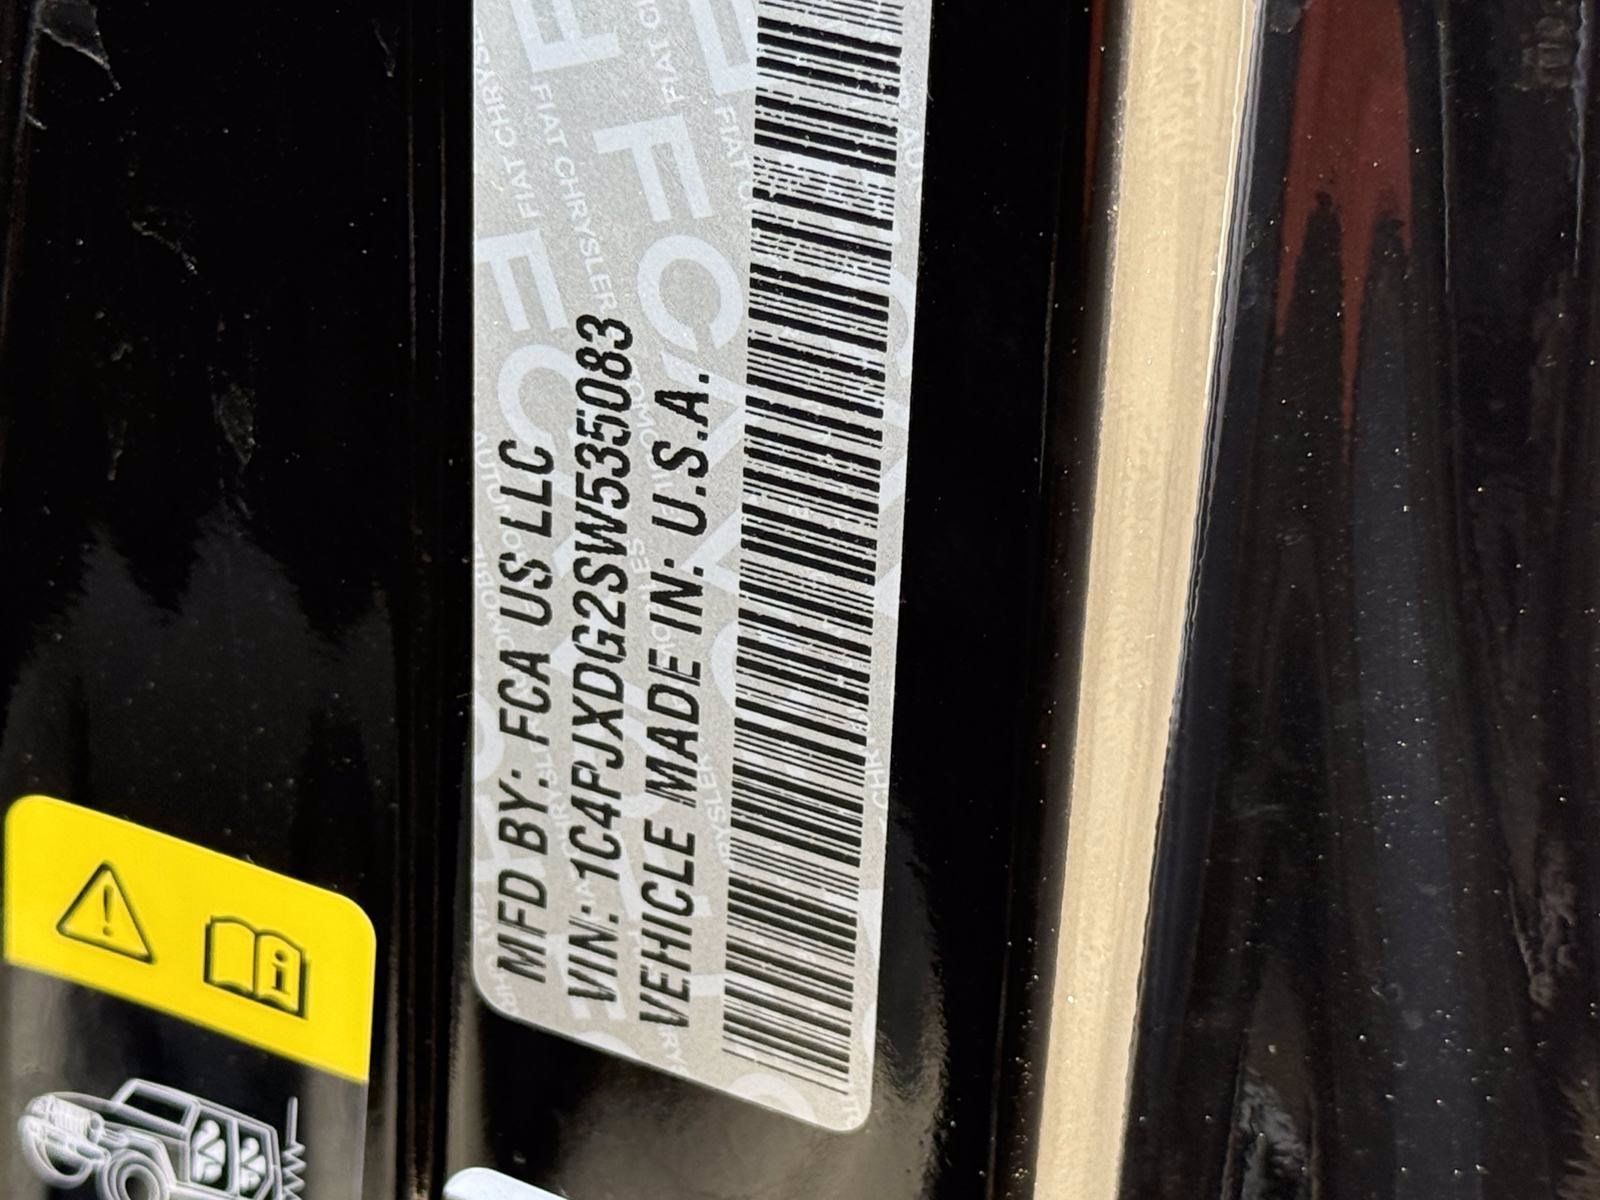 MFD BY: FCA US LLC
VIN: 1C4PJXDG2SW535083
VEHICLE MADE IN: U.S.A.